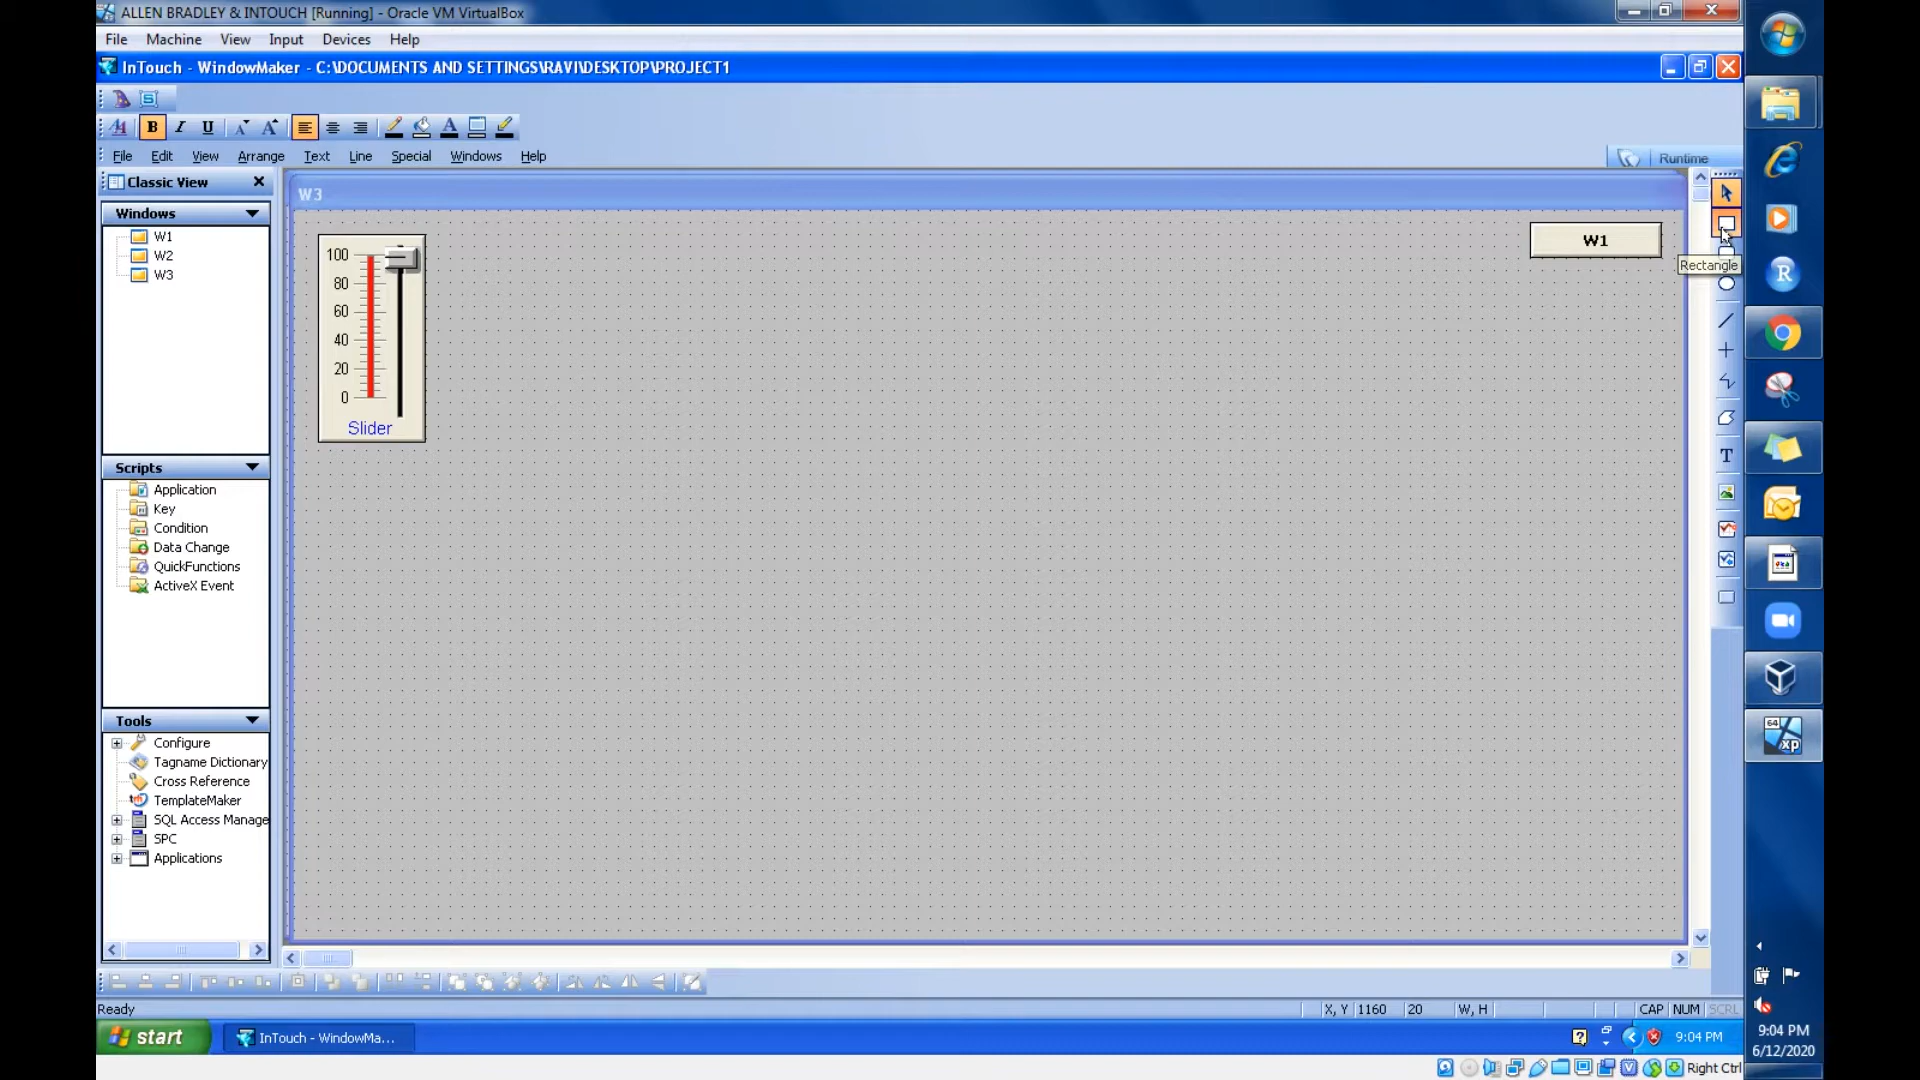 ALLEN BRADLEY & INTOUCH [Running] - Oracle VM VirtualBox
File Machine View Input Devices Help
InTouch - WindowMaker - C:\DOCUMENTS AND SETTINGS\RAVI\DESKTOP\PROJECT1
B I U
File Edit View Arrange Text Line Special Windows Help
Runtime
Classic View
W3
Windows
W1
W2
W3
100
80
60
40
20
0
Slider
W1
Rectangle
Scripts
Application
Key
Condition
Data Change
QuickFunctions
ActiveX Event
Tools
Configure
Tagname Dictionary
Cross Reference
TemplateMaker
SQL Access Manage
SPC
Applications
Ready
X, Y 1160 20 W, H CAP NUM SCRL
start
InTouch - WindowMa...
9:04 PM
Right Ctrl
9:04 PM
6/12/2020